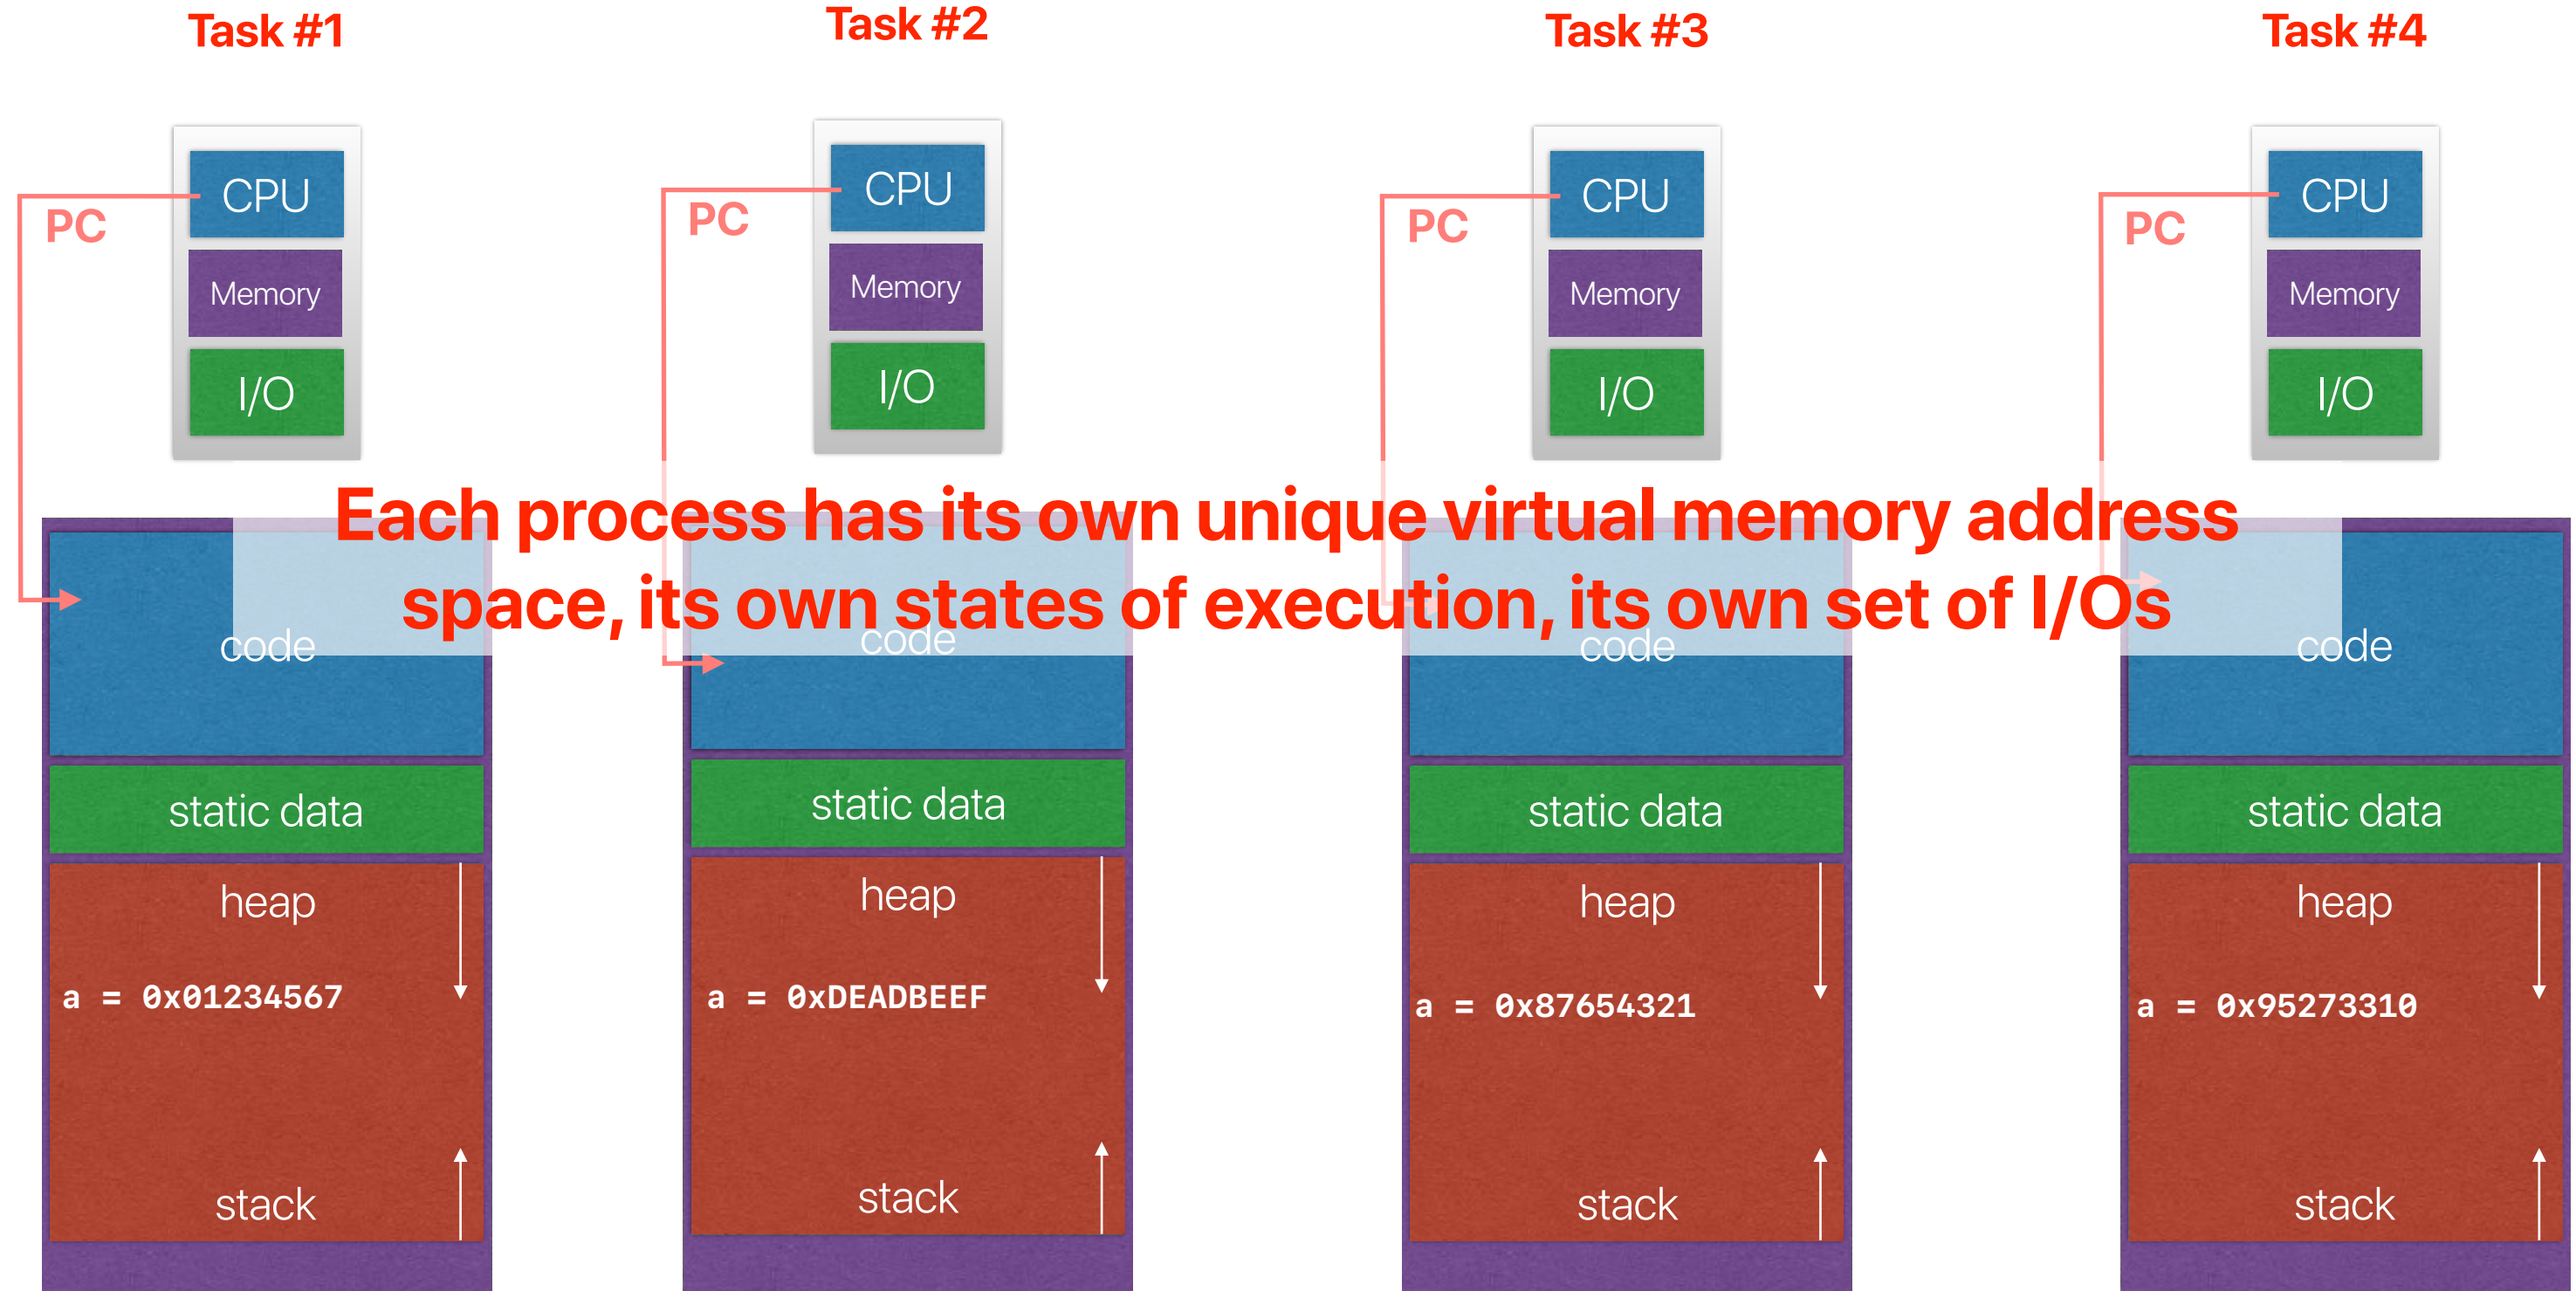 Task #1
Task #2
Task #3
Task #4
CPU
PC
Memory
I/O
CPU
PC
Memory
I/O
CPU
PC
Memory
I/O
CPU
PC
Memory
I/O
Each process has its own unique virtual memory address
space, its own states of execution, its own set of I/Os
code
static data
heap
a = 0x01234567
stack
code
static data
heap
a = 0xDEADBEEF
stack
code
static data
heap
a = 0x87654321
stack
code
static data
heap
a = 0x95273310
stack